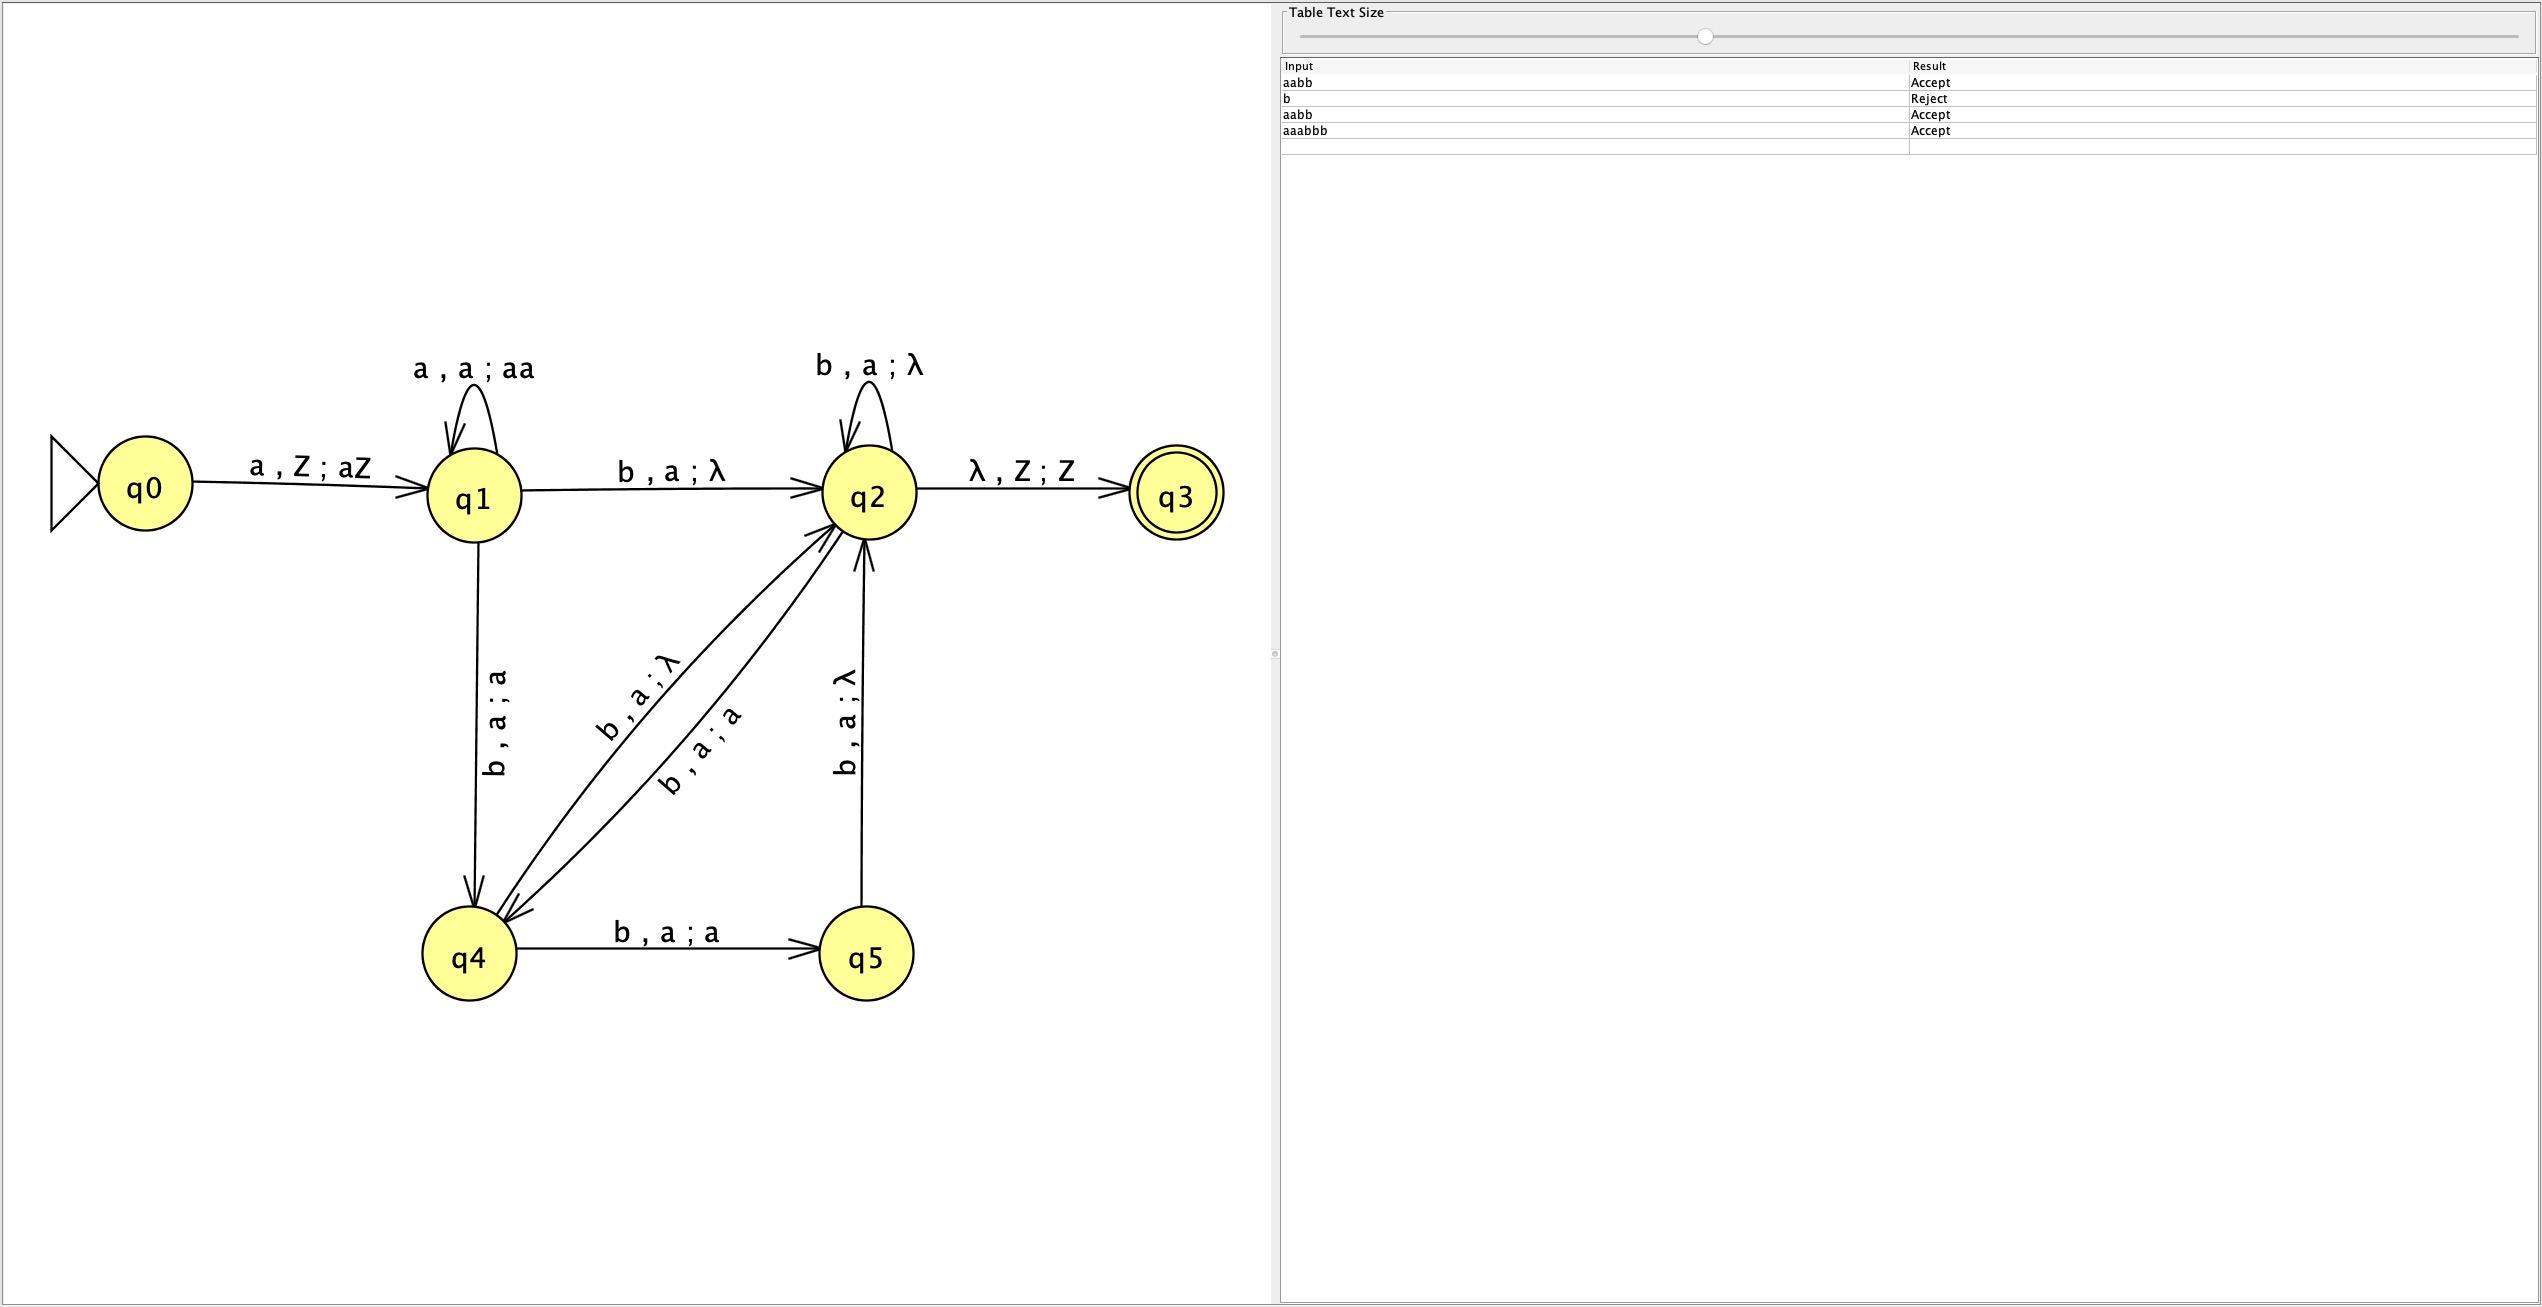 Table Text Size
Input Result
aabb Accept
b Reject
aabb Accept
aaabbb Accept
a , a ; aa
b , a ; λ
q0
a , Z ; aZ
q1
b , a ; λ
q2
λ , Z ; Z
q3
b , a ; a
b , a ; λ
b , a ; a
b , a ; λ
q4
b , a ; a
q5